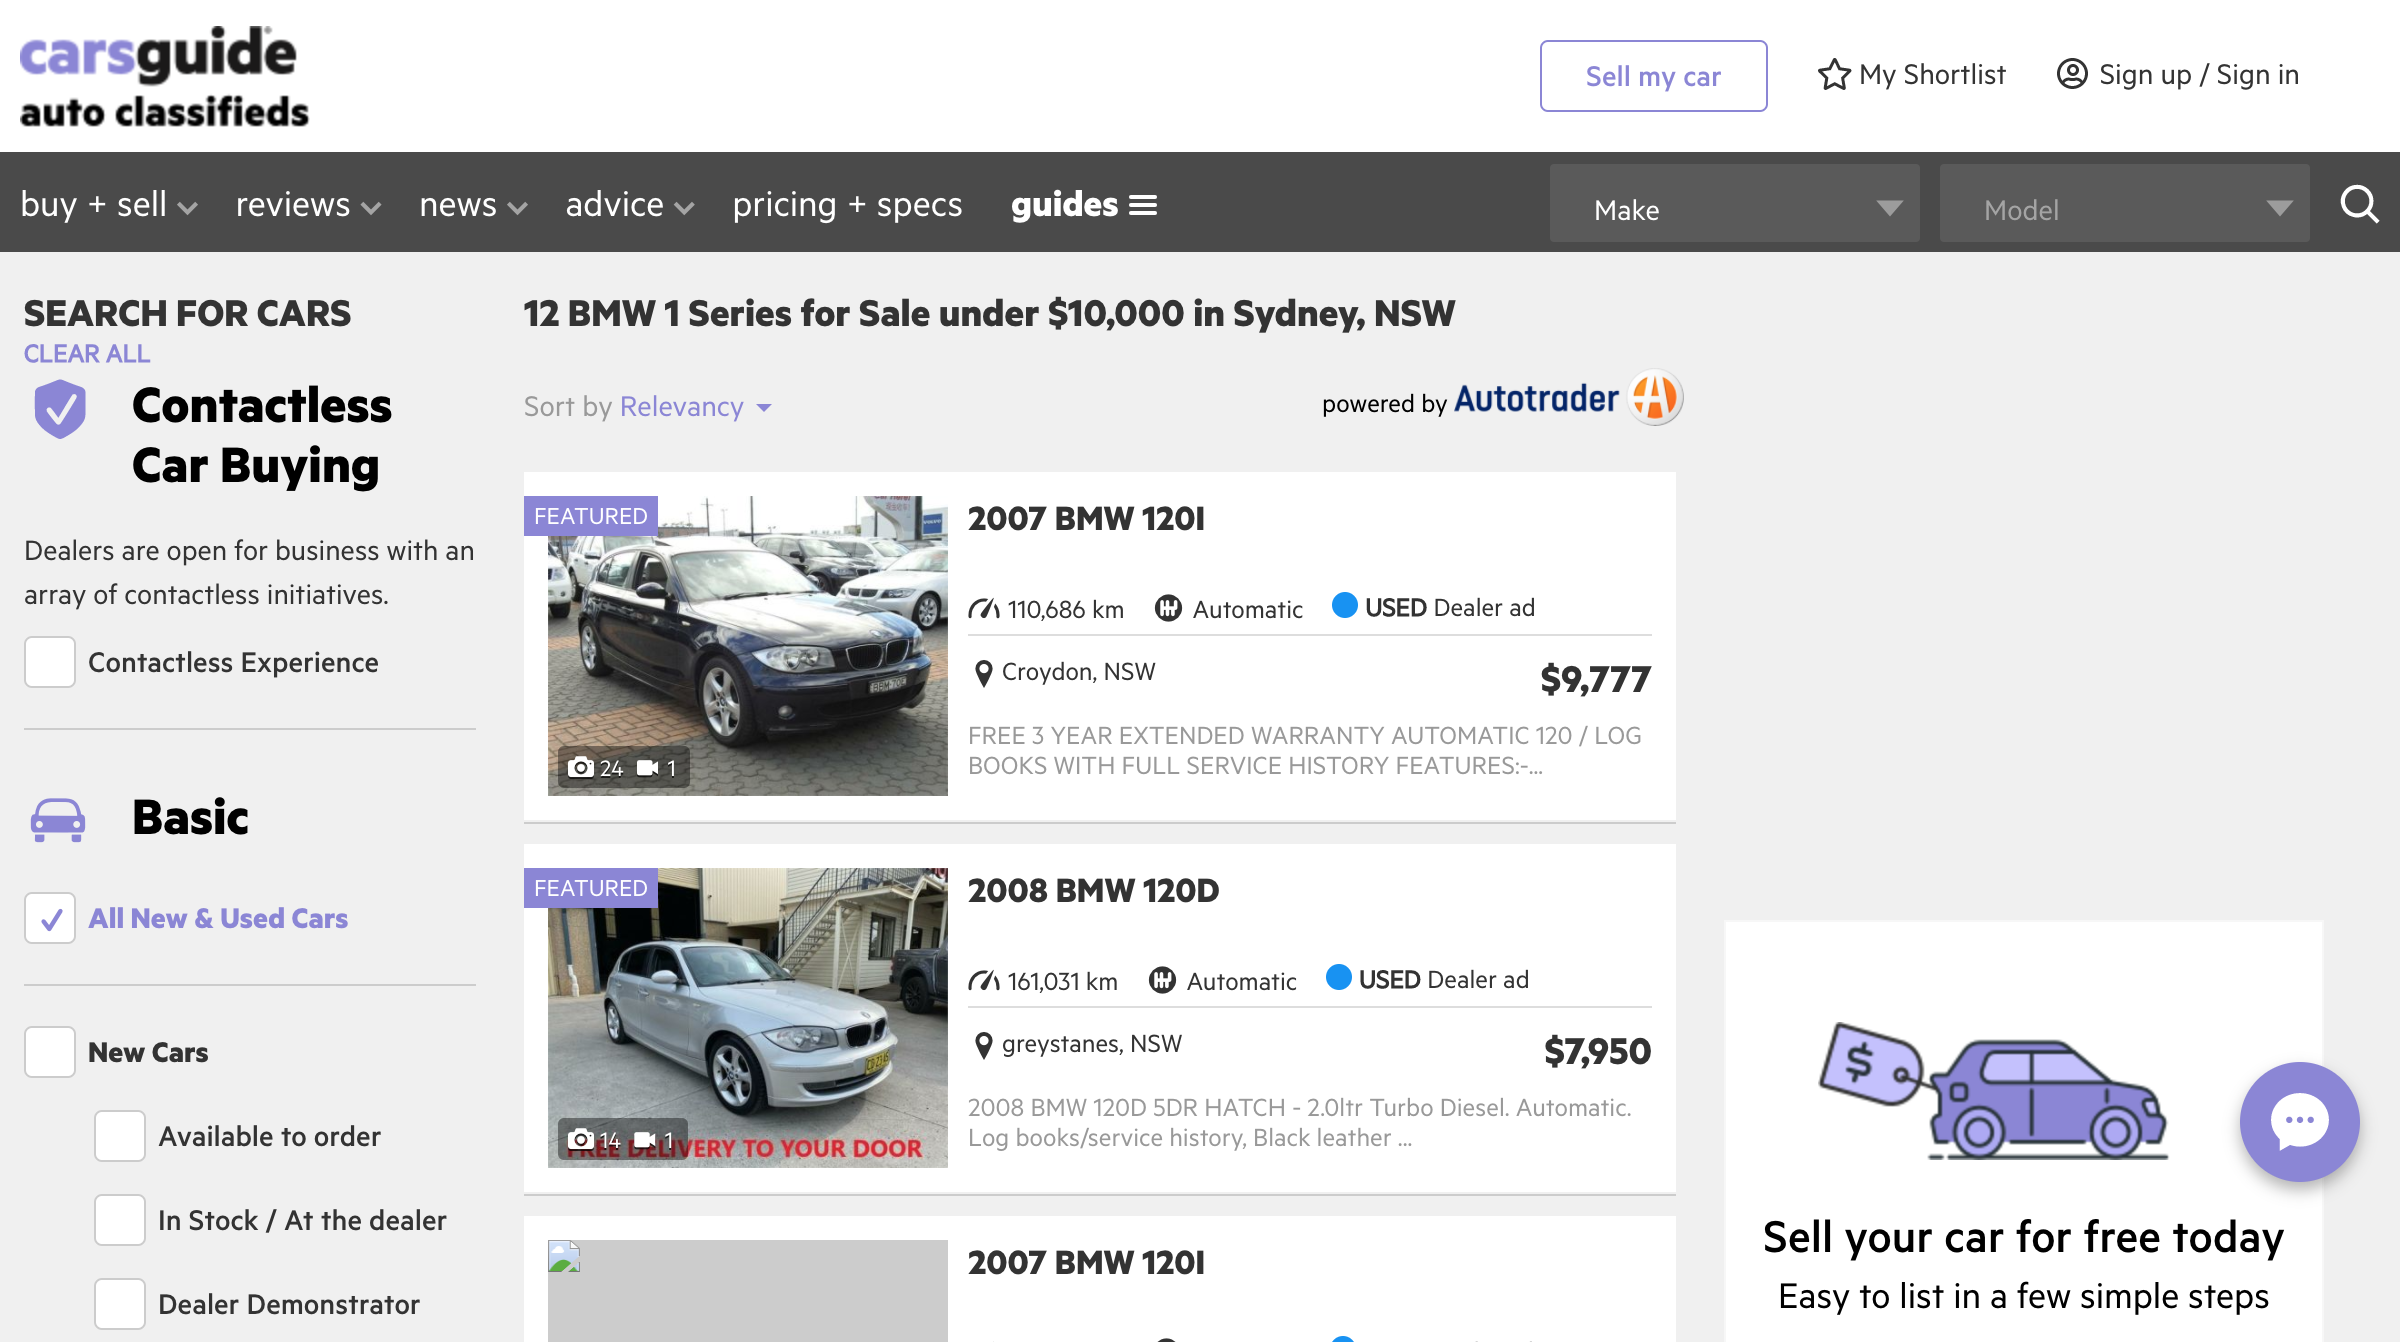 carsguide
auto classifieds
Sell my car
My Shortlist
Sign up / Sign in
buy + sell
reviews
news
advice
pricing + specs
guides
Make
Model
SEARCH FOR CARS
CLEAR ALL
Contactless
Car Buying
Dealers are open for business with an
array of contactless initiatives.
Contactless Experience
Basic
All New & Used Cars
New Cars
Available to order
In Stock / At the dealer
Dealer Demonstrator
12 BMW 1 Series for Sale under $10,000 in Sydney, NSW
Sort by Relevancy
powered by Autotrader
FEATURED
24 1
2007 BMW 120I
110,686 km Automatic USED Dealer ad
Croydon, NSW
$9,777
FREE 3 YEAR EXTENDED WARRANTY AUTOMATIC 120 / LOG
BOOKS WITH FULL SERVICE HISTORY FEATURES:-...
FEATURED
14 1
FREE DELIVERY TO YOUR DOOR
2008 BMW 120D
161,031 km Automatic USED Dealer ad
greystanes, NSW
$7,950
2008 BMW 120D 5DR HATCH - 2.0ltr Turbo Diesel. Automatic.
Log books/service history, Black leather ...
2007 BMW 120I
Sell your car for free today
Easy to list in a few simple steps